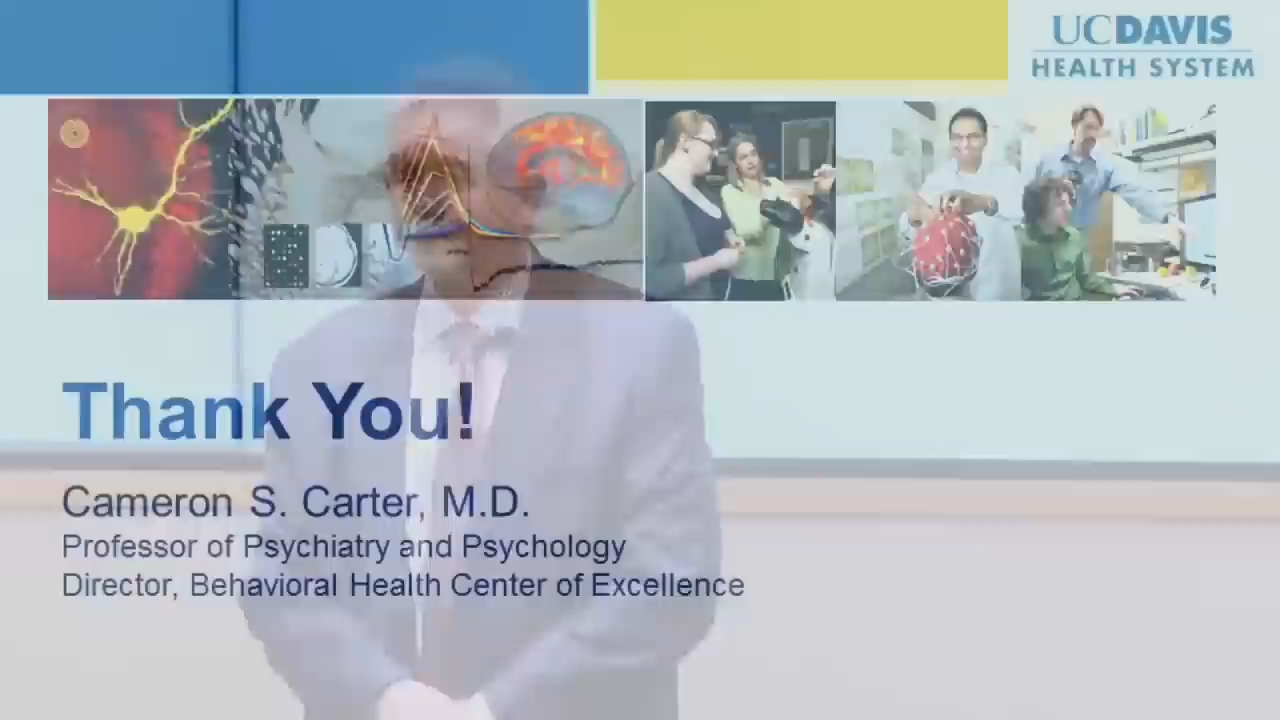 UCDAVIS
HEALTH SYSTEM
Thank You!
Cameron S. Carter, M.D.
Professor of Psychiatry and Psychology
Director, Behavioral Health Center of Excellence